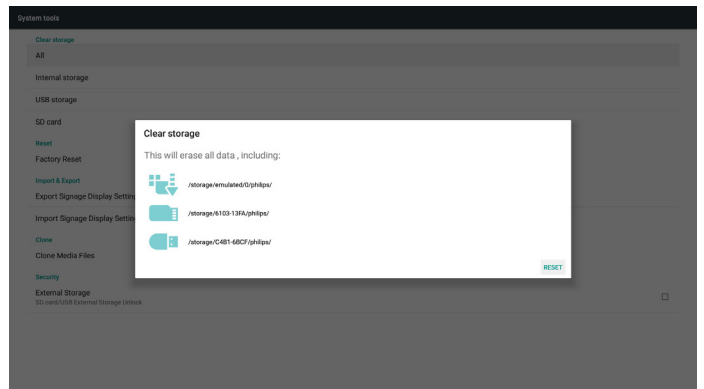 System tools
Clear storage
All
Internal storage
USB storage
SD card
Reset
Factory Reset
Import & Export
Export Signage Display Settin
Import Signage Display Settin
Clone
Clone Media Files
Security
External Storage
SD card/USB External Storage Unlock
Clear storage
This will erase all data , including:
/storage/emulated/0/philips/
/storage/6103-13FA/philips/
/storage/C4B1-6BCF/philips/
RESET